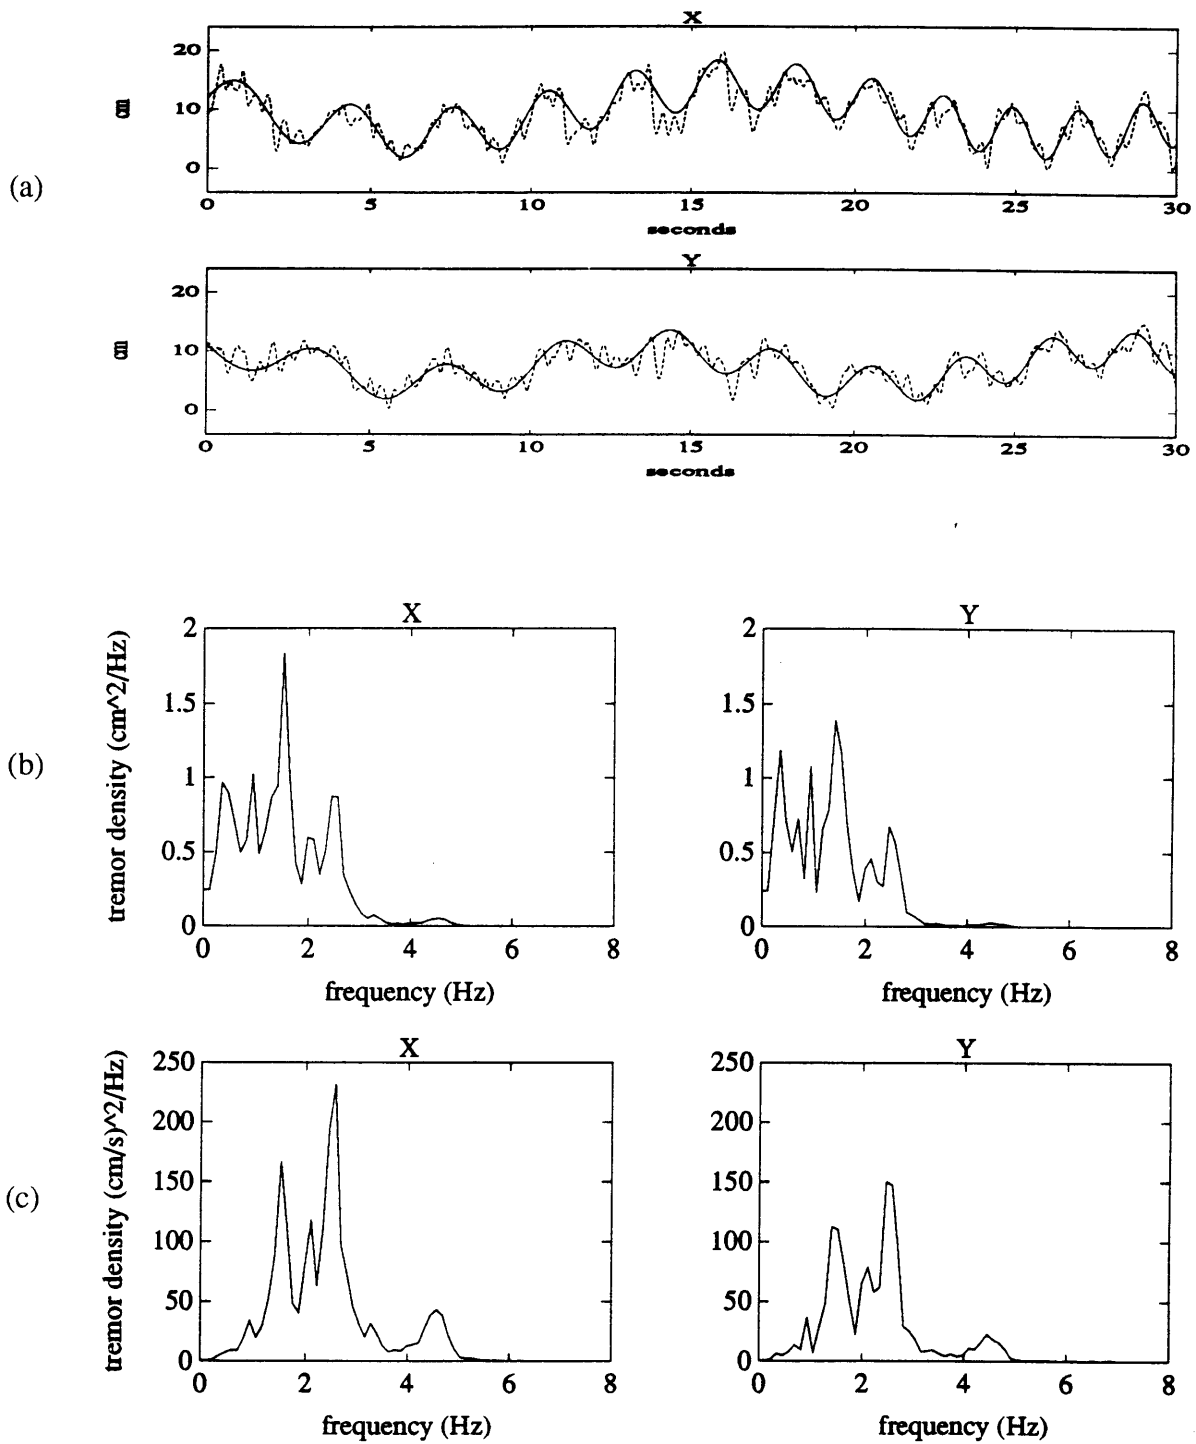 X
20
10
0
cm
(a)
0 5 10 15 20 25 30
seconds
Y
20
10
0
cm
0 5 10 15 20 25 30
seconds
X
2
1.5
1
0.5
0
tremor density (cm^2/Hz)
(b)
0 2 4 6 8
frequency (Hz)
Y
2
1.5
1
0.5
0
0 2 4 6 8
frequency (Hz)
X
250
200
150
100
50
0
tremor density (cm/s)^2/Hz)
(c)
0 2 4 6 8
frequency (Hz)
Y
250
200
150
100
50
0
0 2 4 6 8
frequency (Hz)